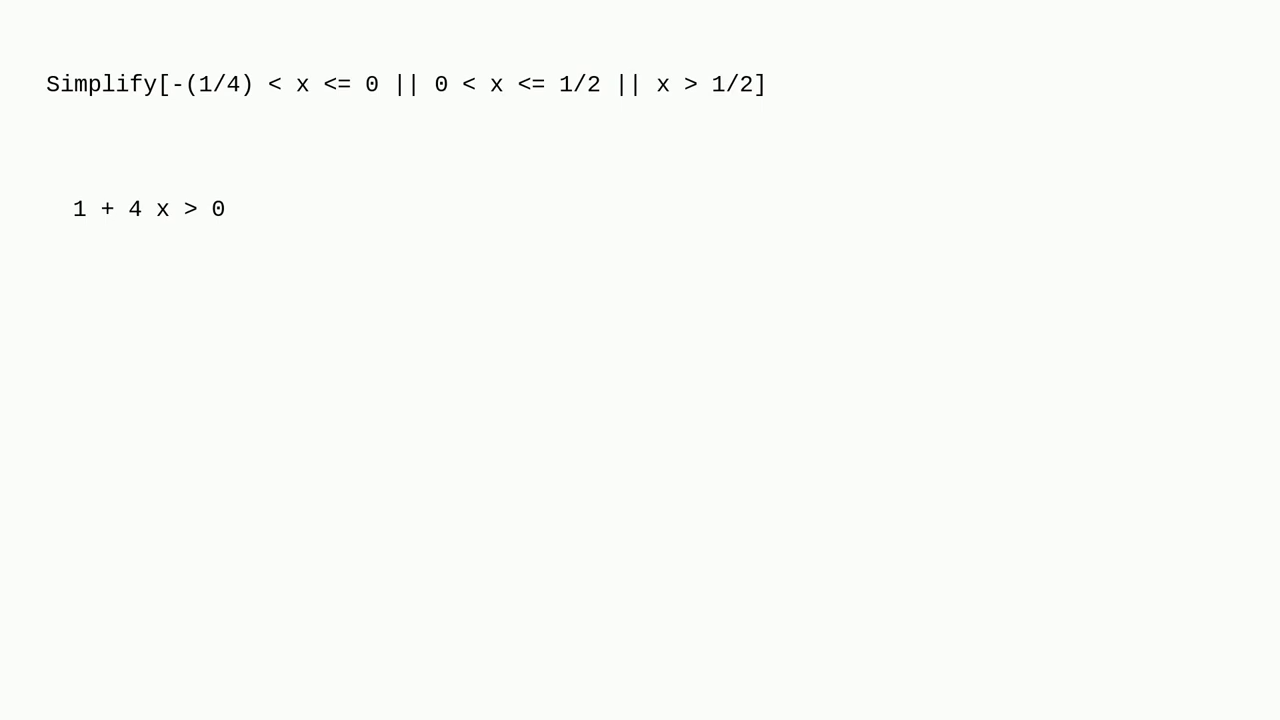 Simplify[-(1/4) < x <= 0 || 0 < x <= 1/2 || x > 1/2]
1 + 4 x > 0